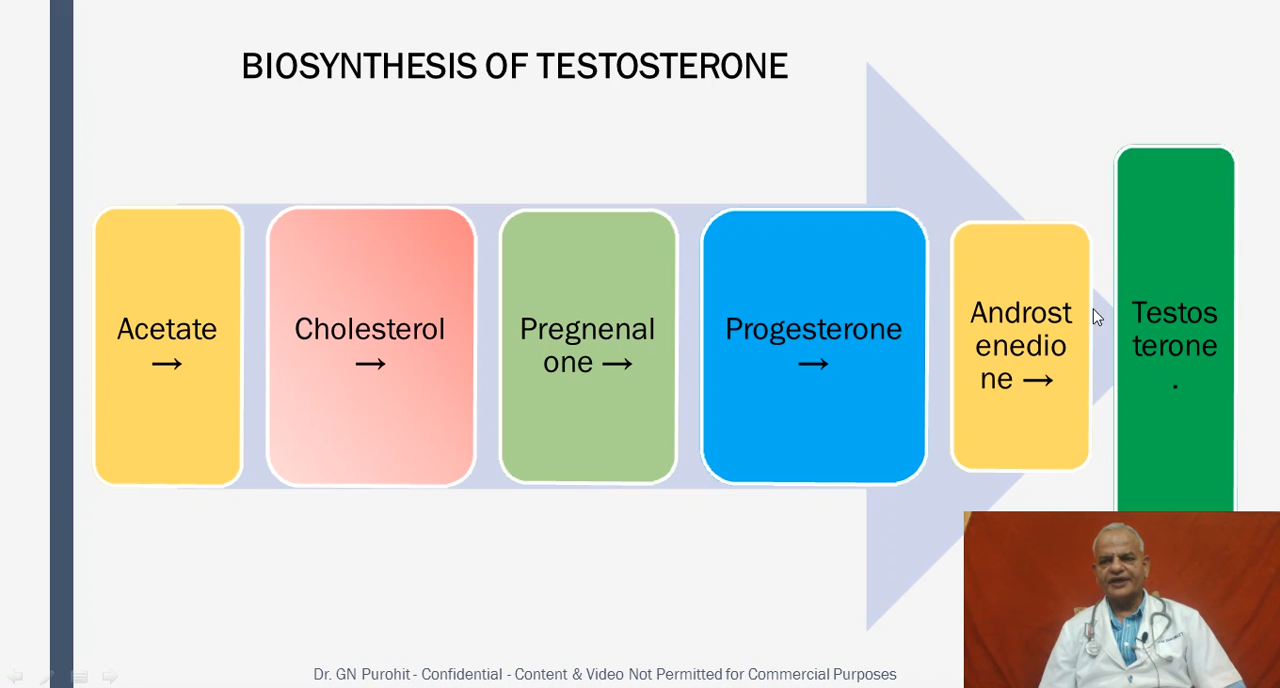 BIOSYNTHESIS OF TESTOSTERONE
Acetate
→
Cholesterol
→
Pregnenal
one →
Progesterone
→
Androst
enedio
ne →
Testos
terone
.
Dr. GN Purohit - Confidential - Content & Video Not Permitted for Commercial Purposes